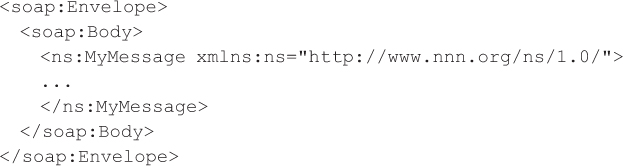 <soap:Envelope>
<soap:Body>
<ns:MyMessage xmlns:ns="http://www.nnn.org/ns/1.0/">
...
</ns:MyMessage>
</soap:Body>
</soap:Envelope>